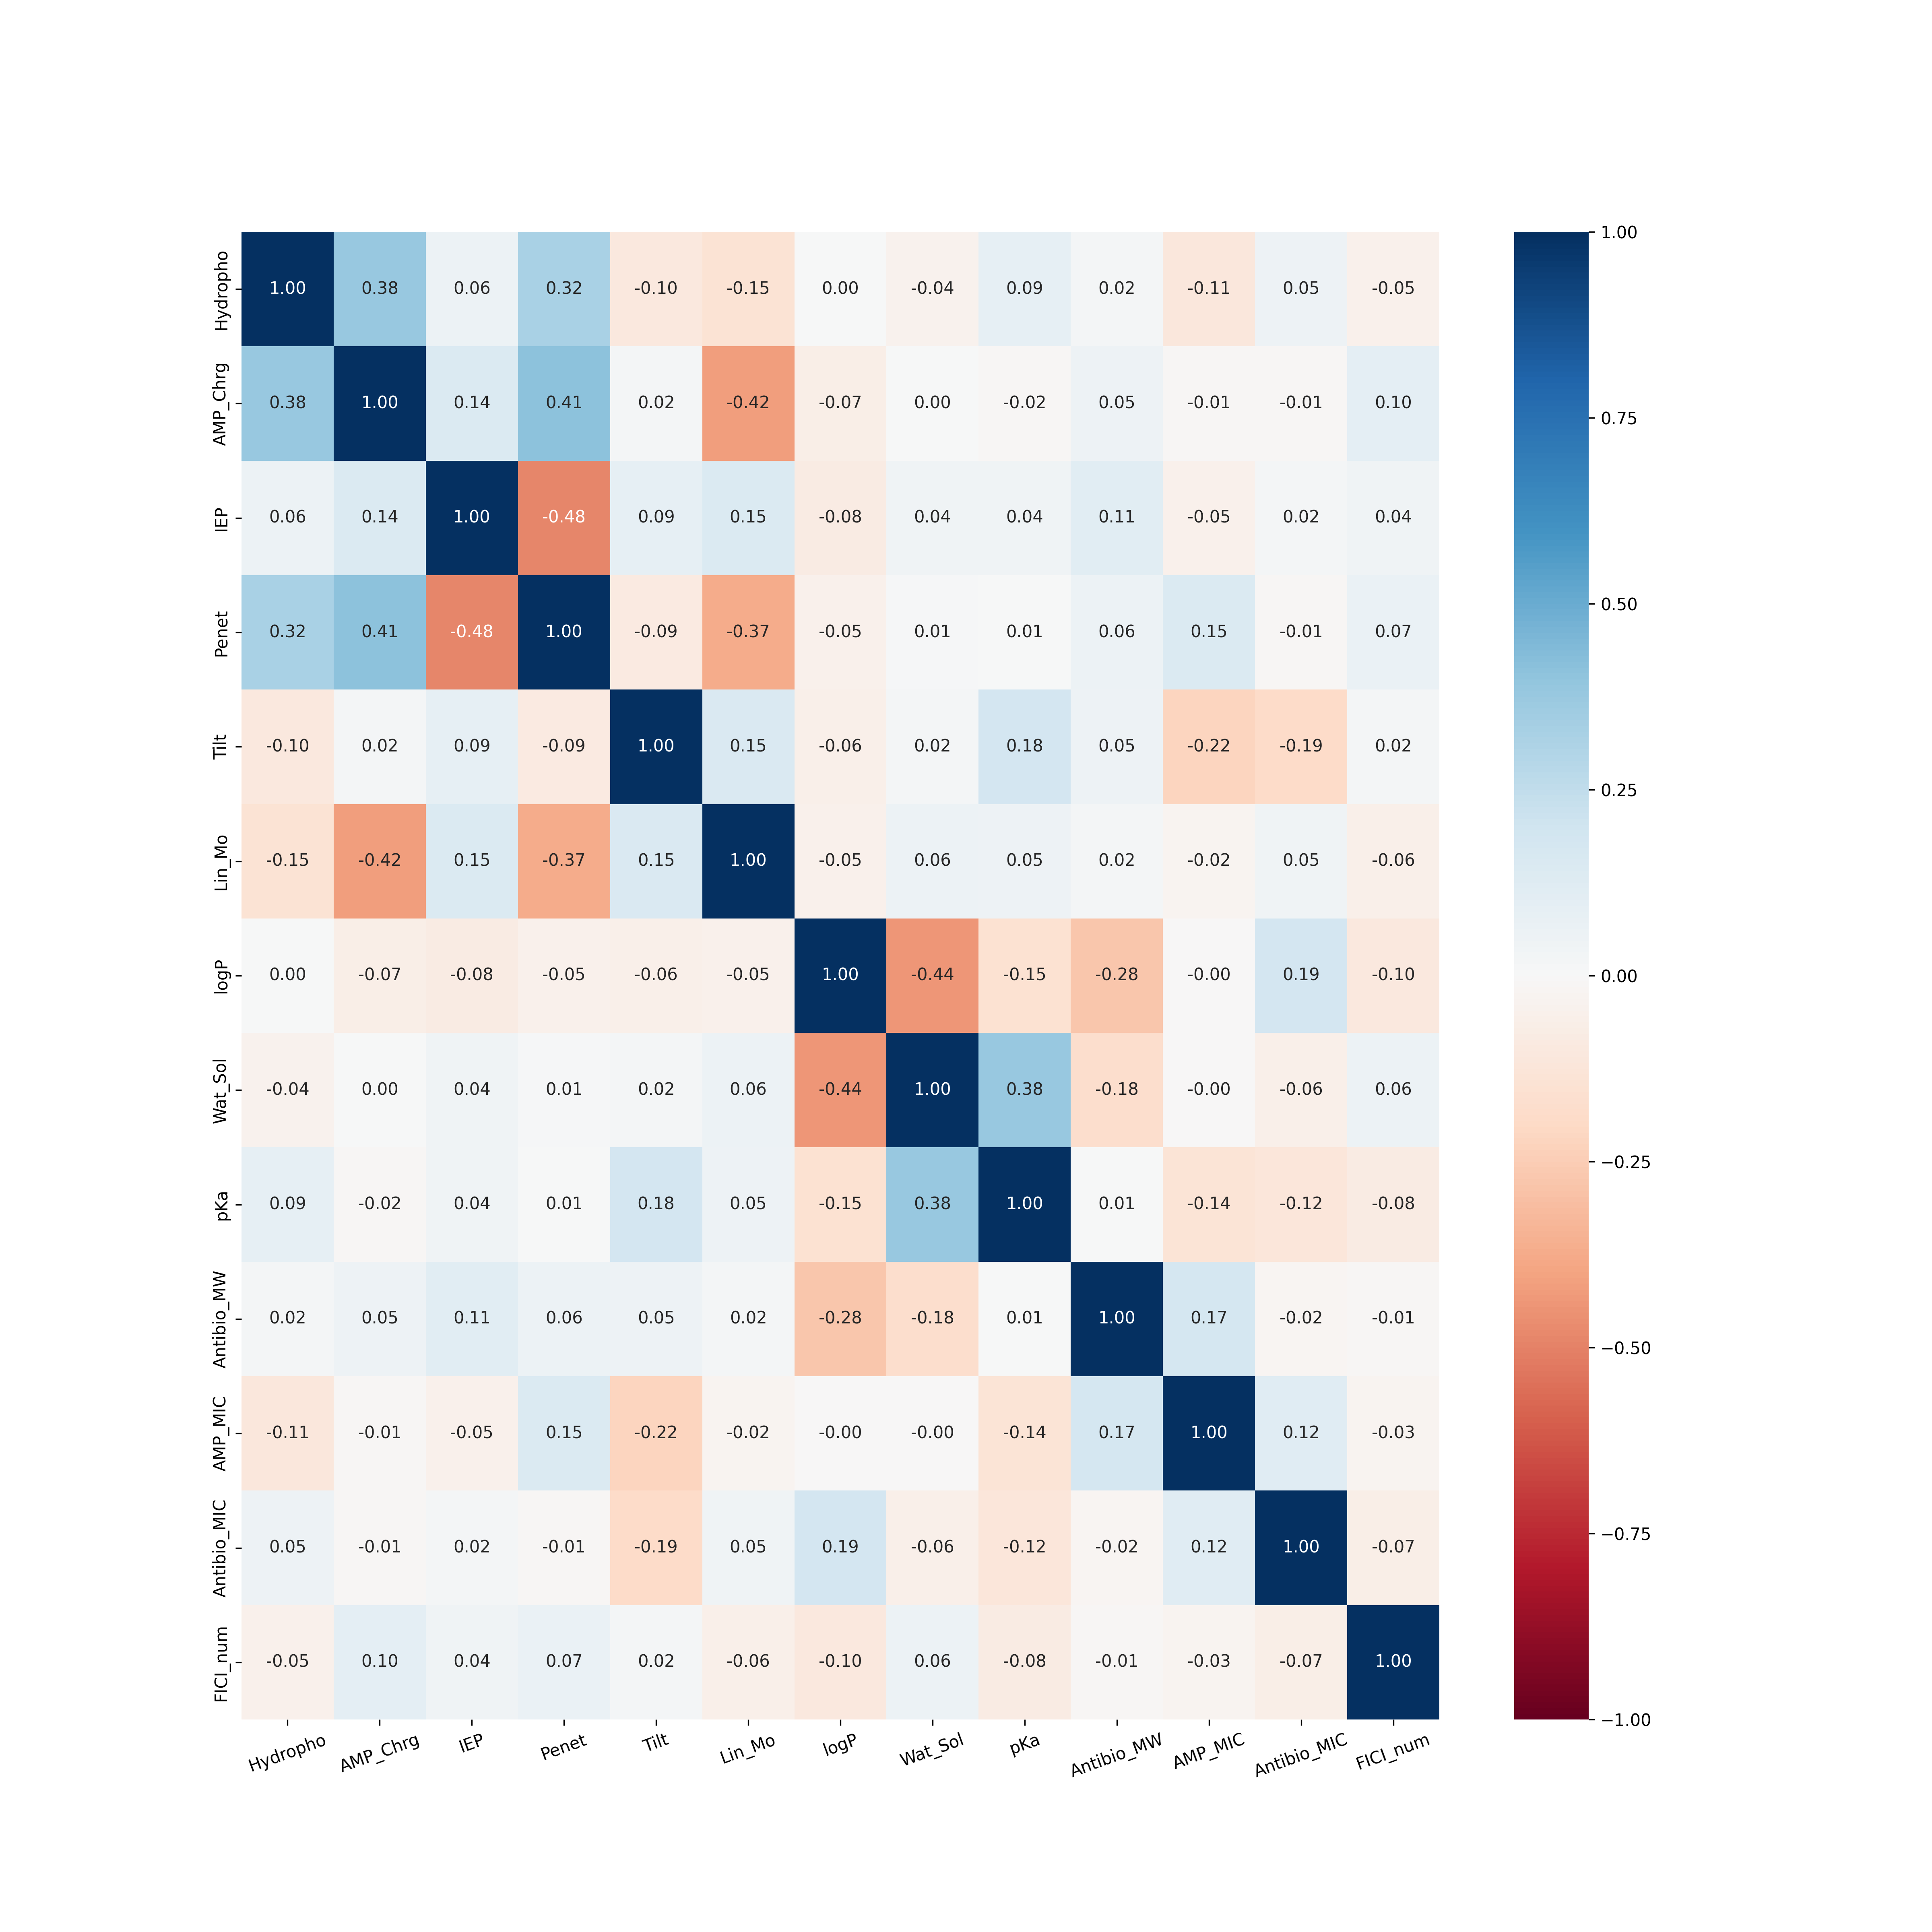 Hydropho 1.00 0.38 0.06 0.32 -0.10 -0.15 0.00 -0.04 0.09 0.02 -0.11 0.05 -0.05
AMP_Chrg 0.38 1.00 0.14 0.41 0.02 -0.42 -0.07 0.00 -0.02 0.05 -0.01 -0.01 0.10
IEP 0.06 0.14 1.00 -0.48 0.09 0.15 -0.08 0.04 0.04 0.11 -0.05 0.02 0.04
Penet 0.32 0.41 -0.48 1.00 -0.09 -0.37 -0.05 0.01 0.01 0.06 0.15 -0.01 0.07
Tilt -0.10 0.02 0.09 -0.09 1.00 0.15 -0.06 0.02 0.18 0.05 -0.22 -0.19 0.02
Lin_Mo -0.15 -0.42 0.15 -0.37 0.15 1.00 -0.05 0.06 0.05 0.02 -0.02 0.05 -0.06
logP 0.00 -0.07 -0.08 -0.05 -0.06 -0.05 1.00 -0.44 -0.15 -0.28 -0.00 0.19 -0.10
Wat_Sol -0.04 0.00 0.04 0.01 0.02 0.06 -0.44 1.00 0.38 -0.18 -0.00 -0.06 0.06
pKa 0.09 -0.02 0.04 0.01 0.18 0.05 -0.15 0.38 1.00 0.01 -0.14 -0.12 -0.08
Antibio_MW 0.02 0.05 0.11 0.06 0.05 0.02 -0.28 -0.18 0.01 1.00 0.17 -0.02 -0.01
AMP_MIC -0.11 -0.01 -0.05 0.15 -0.22 -0.02 -0.00 -0.00 -0.14 0.17 1.00 0.12 -0.03
Antibio_MIC 0.05 -0.01 0.02 -0.01 -0.19 0.05 0.19 -0.06 -0.12 -0.02 0.12 1.00 -0.07
FICI_num -0.05 0.10 0.04 0.07 0.02 -0.06 -0.10 0.06 -0.08 -0.01 -0.03 -0.07 1.00
Hydropho AMP_Chrg IEP Penet Tilt Lin_Mo logP Wat_Sol pKa Antibio_MW AMP_MIC Antibio_MIC FICI_num
1.00
0.75
0.50
0.25
0.00
−0.25
−0.50
−0.75
−1.00